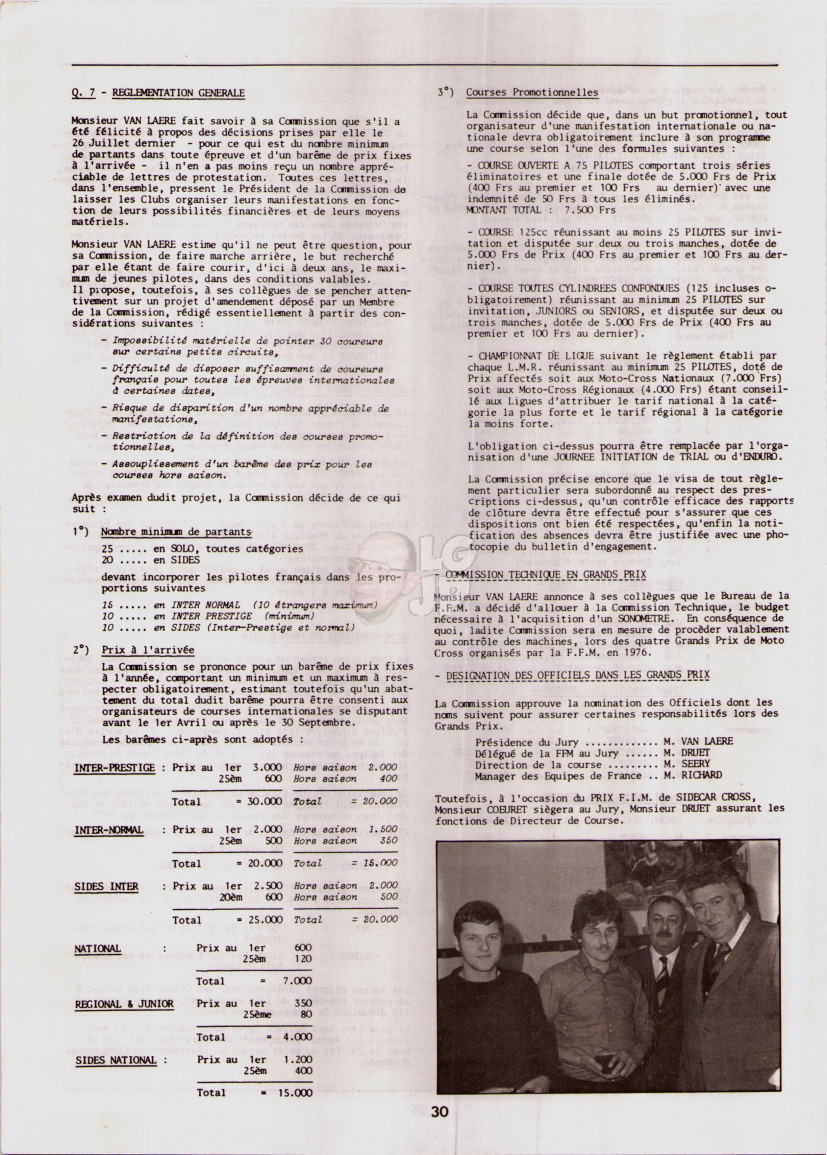 Q. 7 - REGLEMENTATION GENERALE
Monsieur VAN LAERE fait savoir à sa Commission que s'il a
été félicité à propos des décisions prises par elle le
26 Juillet dernier - pour ce qui est du nombre minimum
de partants dans toute épreuve et d'un barême de prix fixes
à l'arrivée - il n'en a pas moins reçu un nombre appré-
ciable de lettres de protestation. Toutes ces lettres,
dans l'ensemble, pressent le Président de la Commission de
laisser les Clubs organiser leurs manifestations en fonc-
tion de leurs possibilités financières et de leurs moyens
matériels.
Monsieur VAN LAERE estime qu'il ne peut être question, pour
sa Commission, de faire marche arrière, le but recherché
par elle étant de faire courir, d'ici à deux ans, le maxi-
mum de jeunes pilotes, dans des conditions valables.
Il propose, toutefois, à ses collègues de se pencher atten-
tivement sur un projet d'amendement déposé par un Membre
de la Commission, rédigé essentiellement à partir des con-
sidérations suivantes :
- Impossibilité matérielle de pointer 30 coureurs
sur certains petits circuits,
- Difficulté de disposer suffisamment de coureurs
français pour toutes les épreuves internationales
à certaines dates,
- Risque de disparition d'un nombre appréciable de
manifestations,
- Restriction de la définition des courses promo-
tionnelles,
- Assouplissement d'un barême des prix pour les
courses hors saison.
Après examen dudit projet, la Commission décide de ce qui
suit :
1°) Nombre minimum de partants
25 ..... en SOLO, toutes catégories
20 ..... en SIDES
devant incorporer les pilotes français dans les pro-
portions suivantes
15 ..... en INTER NORMAL (10 étrangers maximum)
10 ..... en INTER PRESTIGE (minimum)
10 ..... en SIDES (Inter-Prestige et normal)
2°) Prix à l'arrivée
La Commission se prononce pour un barême de prix fixes
à l'année, comportant un minimum et un maximum à res-
pecter obligatoirement, estimant toutefois qu'un abat-
tement du total dudit barême pourra être consenti aux
organisateurs de courses internationales se disputant
avant le 1er Avril ou après le 30 Septembre.
Les barêmes ci-après sont adoptés :
INTER-PRESTIGE : Prix au 1er 3.000 Hors saison 2.000
25èm 600 Hors saison 400
Total = 30.000 Total = 20.000
INTER-NORMAL : Prix au 1er 2.000 Hors saison 1.500
25èm 500 Hors saison 350
Total = 20.000 Total = 15.000
SIDES INTER : Prix au 1er 2.500 Hors saison 2.000
20èm 600 Hors saison 500
Total = 25.000 Total = 20.000
NATIONAL : Prix au 1er 600
25èm 120
Total = 7.000
REGIONAL & JUNIOR Prix au 1er 350
25ème 80
Total = 4.000
SIDES NATIONAL : Prix au 1er 1.200
25èm 400
Total = 15.000
3°) Courses Promotionnelles
La Commission décide que, dans un but promotionnel, tout
organisateur d'une manifestation internationale ou na-
tionale devra obligatoirement inclure à son programme
une course selon l'une des formules suivantes :
- COURSE OUVERTE A 75 PILOTES comportant trois séries
éliminatoires et une finale dotée de 5.000 Frs de Prix
(400 Frs au premier et 100 Frs au dernier) avec une
indemnité de 50 Frs à tous les éliminés.
MONTANT TOTAL : 7.500 Frs
- COURSE 125cc réunissant au moins 25 PILOTES sur invi-
tation et disputée sur deux ou trois manches, dotée de
5.000 Frs de Prix (400 Frs au premier et 100 Frs au der-
nier).
- COURSE TOUTES CYLINDREES CONFONDUES (125 incluses o-
bligatoirement) réunissant au minimum 25 PILOTES sur
invitation, JUNIORS ou SENIORS, et disputée sur deux ou
trois manches, dotée de 5.000 Frs de Prix (400 Frs au
premier et 100 Frs au dernier).
- CHAMPIONNAT DE LIGUE suivant le règlement établi par
chaque L.M.R. réunissant au minimum 25 PILOTES, doté de
Prix affectés soit aux Moto-Cross Nationaux (7.000 Frs)
soit aux Moto-Cross Régionaux (4.000 Frs) étant conseil-
lé aux Ligues d'attribuer le tarif national à la caté-
gorie la plus forte et le tarif régional à la catégorie
la moins forte.
L'obligation ci-dessus pourra être remplacée par l'orga-
nisation d'une JOURNEE INITIATION de TRIAL ou d'ENDURO.
La Commission précise encore que le visa de tout règle-
ment particulier sera subordonné au respect des pres-
criptions ci-dessus, qu'un contrôle efficace des rapports
de clôture devra être effectué pour s'assurer que ces
dispositions ont bien été respectées, qu'enfin la noti-
fication des absences devra être justifiée avec une pho-
tocopie du bulletin d'engagement.
- COMMISSION TECHNIQUE EN GRANDS PRIX
Monsieur VAN LAERE annonce à ses collègues que le Bureau de la
F.F.M. a décidé d'allouer à la Commission Technique, le budget
nécessaire à l'acquisition d'un SONOMETRE. En conséquence de
quoi, ladite Commission sera en mesure de procèder valablement
au contrôle des machines, lors des quatre Grands Prix de Moto
Cross organisés par la F.F.M. en 1976.
- DESIGNATION DES OFFICIELS DANS LES GRANDS PRIX
La Commission approuve la nomination des Officiels dont les
noms suivent pour assurer certaines responsabilités lors des
Grands Prix.
Présidence du Jury ............. M. VAN LAERE
Délégué de la FFM au Jury ...... M. DRUET
Direction de la course ......... M. SEERY
Manager des Equipes de France .. M. RICHARD
Toutefois, à l'occasion du PRIX F.I.M. de SIDECAR CROSS,
Monsieur COEURET siègera au Jury, Monsieur DRUET assurant les
fonctions de Directeur de Course.
30